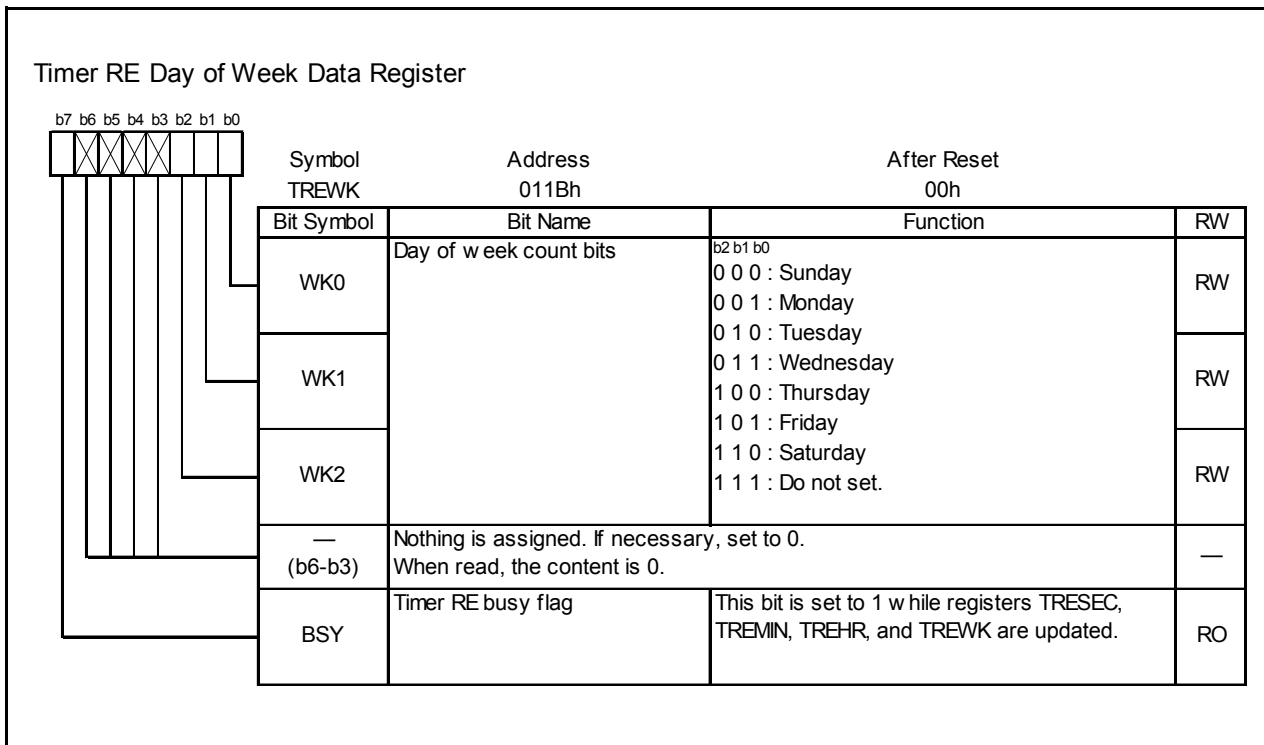 Timer RE Day of Week Data Register
b7 b6 b5 b4 b3 b2 b1 b0
Symbol Address After Reset
TREWK 011Bh 00h
Bit Symbol Bit Name Function RW
WK0 Day of week count bits b2 b1 b0 RW
0 0 0 : Sunday
0 0 1 : Monday
0 1 0 : Tuesday
WK1 0 1 1 : Wednesday RW
1 0 0 : Thursday
1 0 1 : Friday
WK2 1 1 0 : Saturday RW
1 1 1 : Do not set.
— Nothing is assigned. If necessary, set to 0. —
(b6-b3) When read, the content is 0.
BSY Timer RE busy flag This bit is set to 1 while registers TRESEC, RO
TREMIN, TREHR, and TREWK are updated.